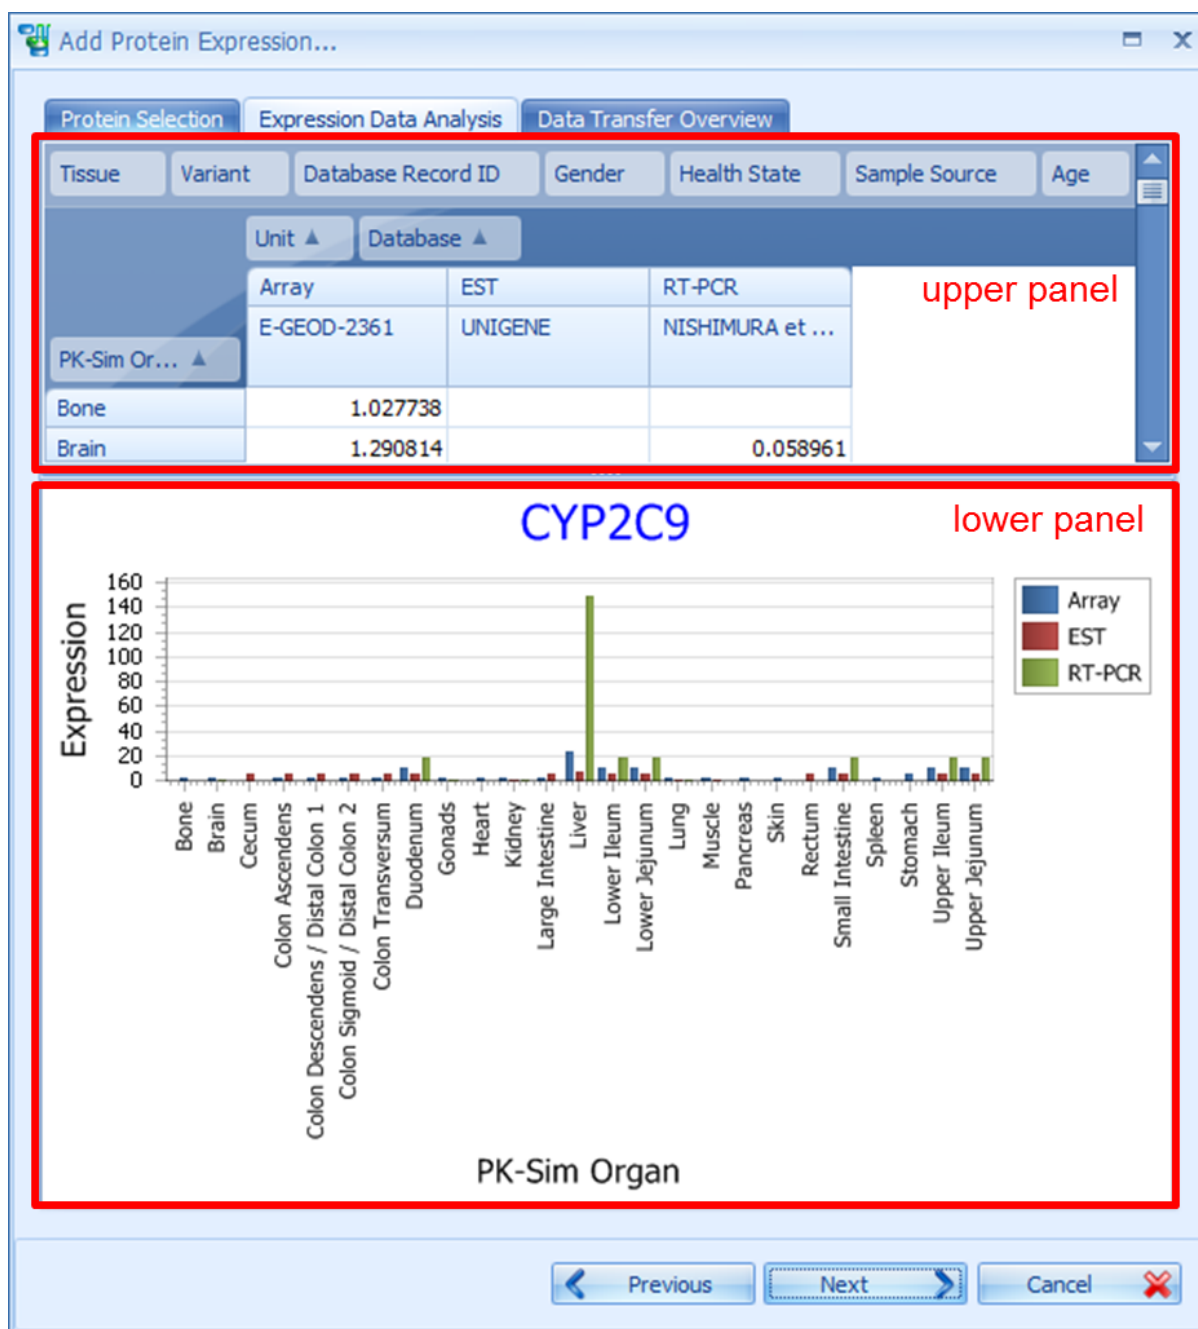 Add Protein Expression...
Protein Selection Expression Data Analysis Data Transfer Overview
Tissue Variant Database Record ID Gender Health State Sample Source Age
Unit Database
Array EST RT-PCR
upper panel
E-GEOD-2361 UNIGENE NISHIMURA et ...
PK-Sim Or...
Bone 1.027738
Brain 1.290814 0.058961
CYP2C9
lower panel
Expression
160
140
120
100
80
60
40
20
0
Array
EST
RT-PCR
Bone
Brain
Cecum
Colon Ascendens
Colon Descendens / Distal Colon 1
Colon Sigmoid / Distal Colon 2
Colon Transversum
Duodenum
Gonads
Heart
Kidney
Large Intestine
Liver
Lower Ileum
Lower Jejunum
Lung
Muscle
Pancreas
Skin
Rectum
Small Intestine
Spleen
Stomach
Upper Ileum
Upper Jejunum
PK-Sim Organ
Previous Next Cancel